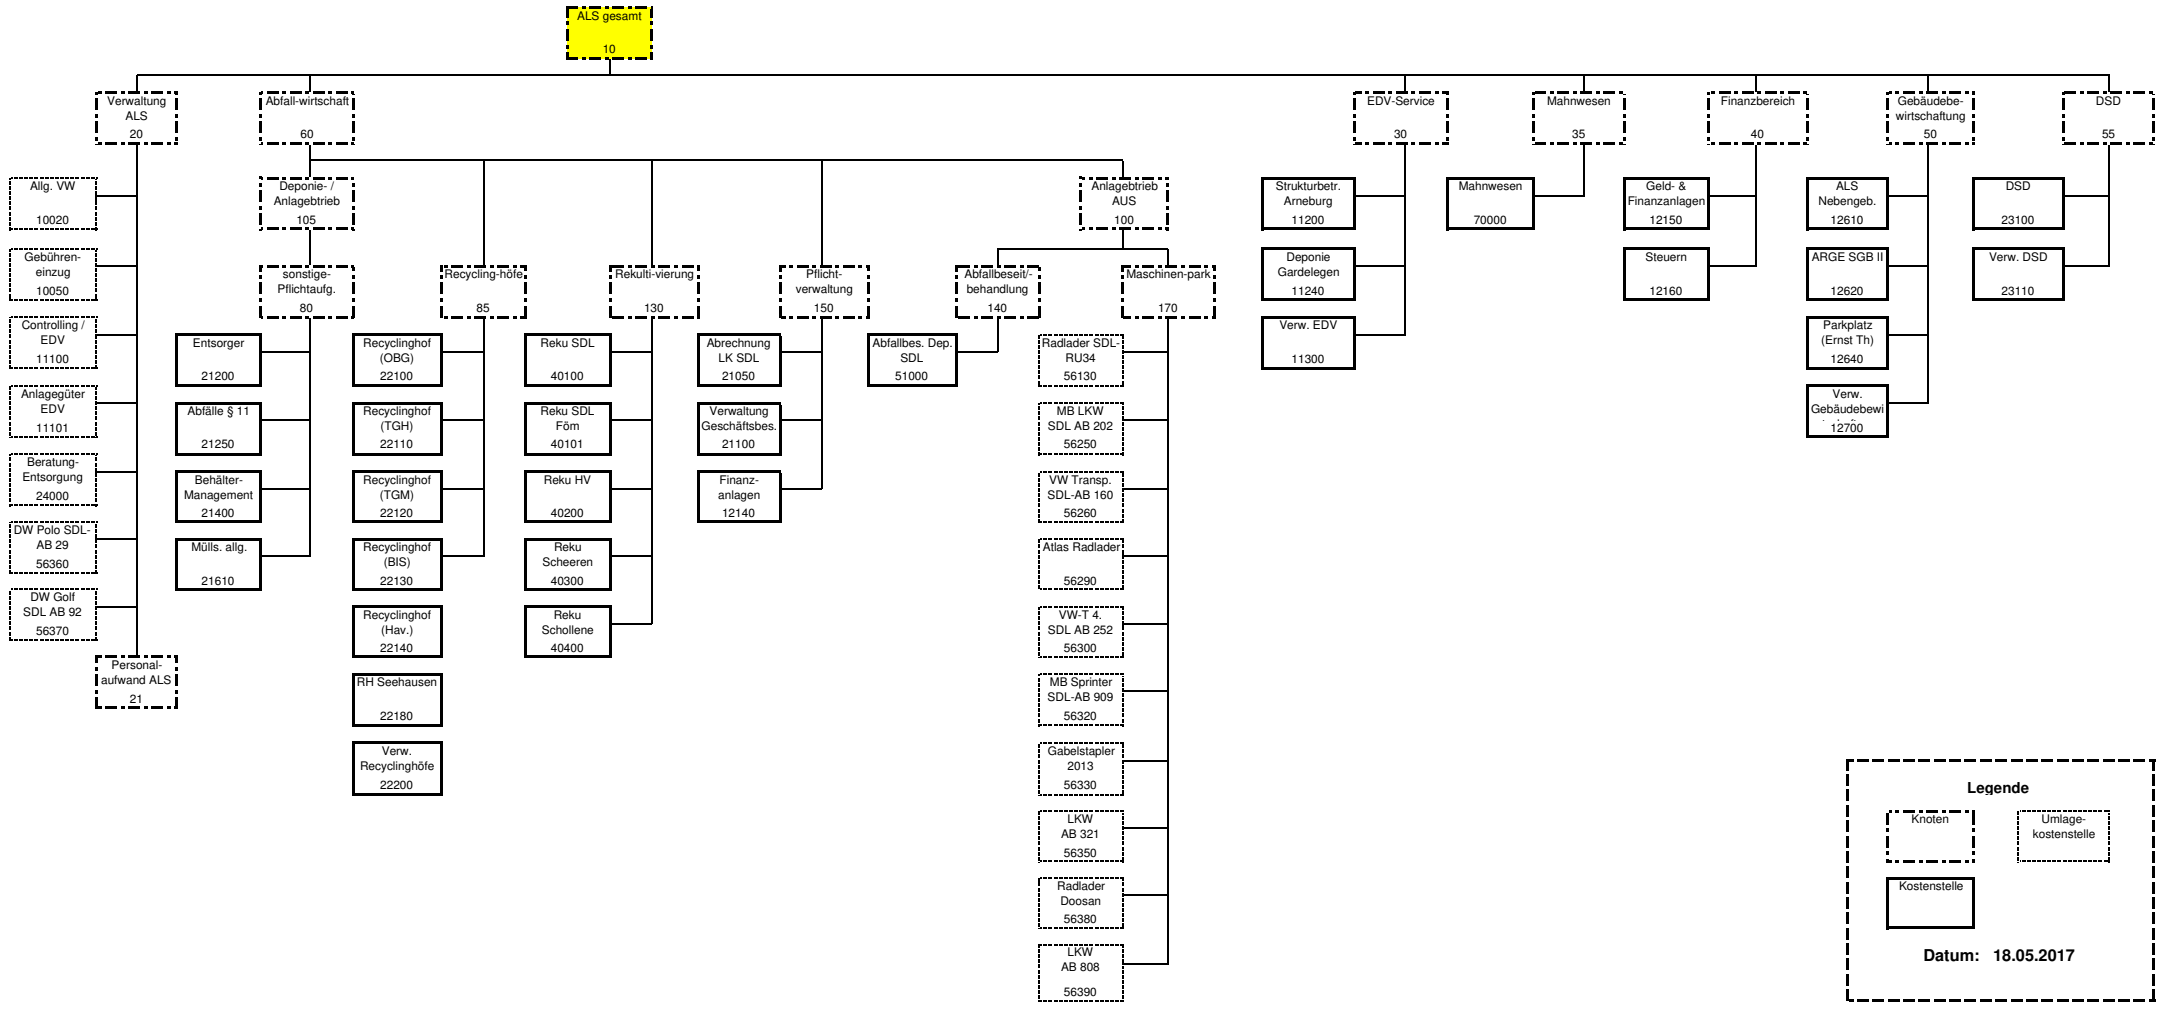 ALS gesamt
10
Verwaltung
ALS
20
Abfall-wirtschaft
60
EDV-Service
30
Mahnwesen
35
Finanzbereich
40
Gebäudebe-
wirtschaftung
50
DSD
55
Allg. VW
10020
Gebühren-
einzug
10050
Controlling /
EDV
11100
Anlagegüter
EDV
11101
Beratung-
Entsorgung
24000
DW Polo SDL-
AB 29
56360
DW Golf
SDL AB 92
56370
Personal-
aufwand ALS
21
Deponie- /
Anlagebtrieb
105
Anlagebtrieb
AUS
100
sonstige-
Pflichtaufg.
80
Recycling-höfe
85
Rekulti-vierung
130
Pflicht-
verwaltung
150
Abfallbeseit/-
behandlung
140
Maschinen-park
170
Entsorger
21200
Abfälle § 11
21250
Behälter-
Management
21400
Mülls. allg.
21610
Recyclinghof
(OBG)
22100
Recyclinghof
(TGH)
22110
Recyclinghof
(TGM)
22120
Recyclinghof
(BIS)
22130
Recyclinghof
(Hav.)
22140
RH Seehausen
22180
Verw.
Recyclinghöfe
22200
Reku SDL
40100
Reku SDL
Föm
40101
Reku HV
40200
Reku
Scheeren
40300
Reku
Schollene
40400
Abrechnung
LK SDL
21050
Verwaltung
Geschäftsbes.
21100
Finanz-
anlagen
12140
Abfallbes. Dep.
SDL
51000
Radlader SDL-
RU34
56130
MB LKW
SDL AB 202
56250
VW Transp.
SDL-AB 160
56260
Atlas Radlader
56290
VW-T 4.
SDL AB 252
56300
MB Sprinter
SDL-AB 909
56320
Gabelstapler
2013
56330
LKW
AB 321
56350
Radlader
Doosan
56380
LKW
AB 808
56390
Strukturbetr.
Arneburg
11200
Deponie
Gardelegen
11240
Verw. EDV
11300
Mahnwesen
70000
Geld- &
Finanzanlagen
12150
Steuern
12160
ALS
Nebengeb.
12610
ARGE SGB II
12620
Parkplatz
(Ernst Th)
12640
Verw.
Gebäudebewi
12700
DSD
23100
Verw. DSD
23110
Legende
Knoten
Umlage-
kostenstelle
Kostenstelle
Datum: 18.05.2017